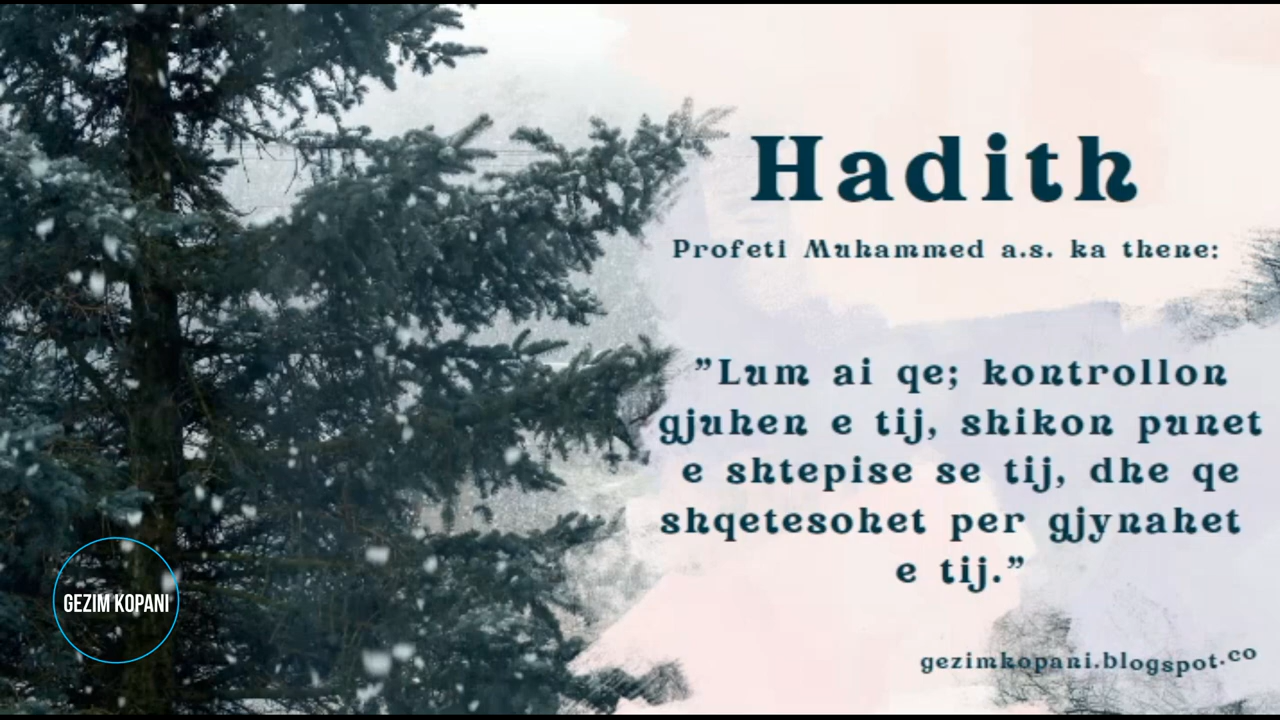 Hadith
Profeti Muhammed a.s. ka thene:
”Lum ai qe; kontrollon
gjuhen e tij, shikon punet
e shtepise se tij, dhe qe
shqetesohet per gjynahet
e tij.”
GEZIM KOPANI
gezimkopani.blogspot.co